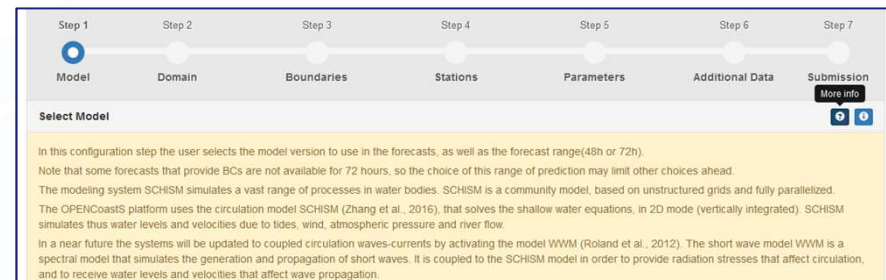 Step 1 Step 2 Step 3 Step 4 Step 5 Step 6 Step 7
Model Domain Boundaries Stations Parameters Additional Data Submission
More info
Select Model
In this configuration step the user selects the model version to use in the forecasts, as well as the forecast range(48h or 72h).
Note that some forecasts that provide BCs are not available for 72 hours, so the choice of this range of prediction may limit other choices ahead.
The modeling system SCHISM simulates a vast range of processes in water bodies. SCHISM is a community model, based on unstructured grids and fully parallelized.
The OPENCoastS platform uses the circulation model SCHISM (Zhang et al., 2016), that solves the shallow water equations, in 2D mode (vertically integrated). SCHISM
simulates thus water levels and velocities due to tides, wind, atmospheric pressure and river flow.
In a near future the systems will be updated to coupled circulation waves-currents by activating the model WWM (Roland et al., 2012). The short wave model WWM is a
spectral model that simulates the generation and propagation of short waves. It is coupled to the SCHISM model in order to provide radiation stresses that affect circulation,
and to receive water levels and velocities that affect wave propagation.